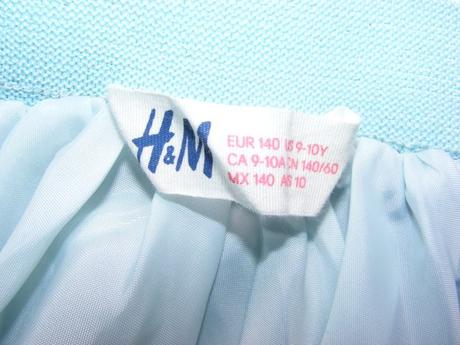 H&M
EUR 140 US 9-10Y
CA 9-10A CN 140/60
MX 140 AS 10